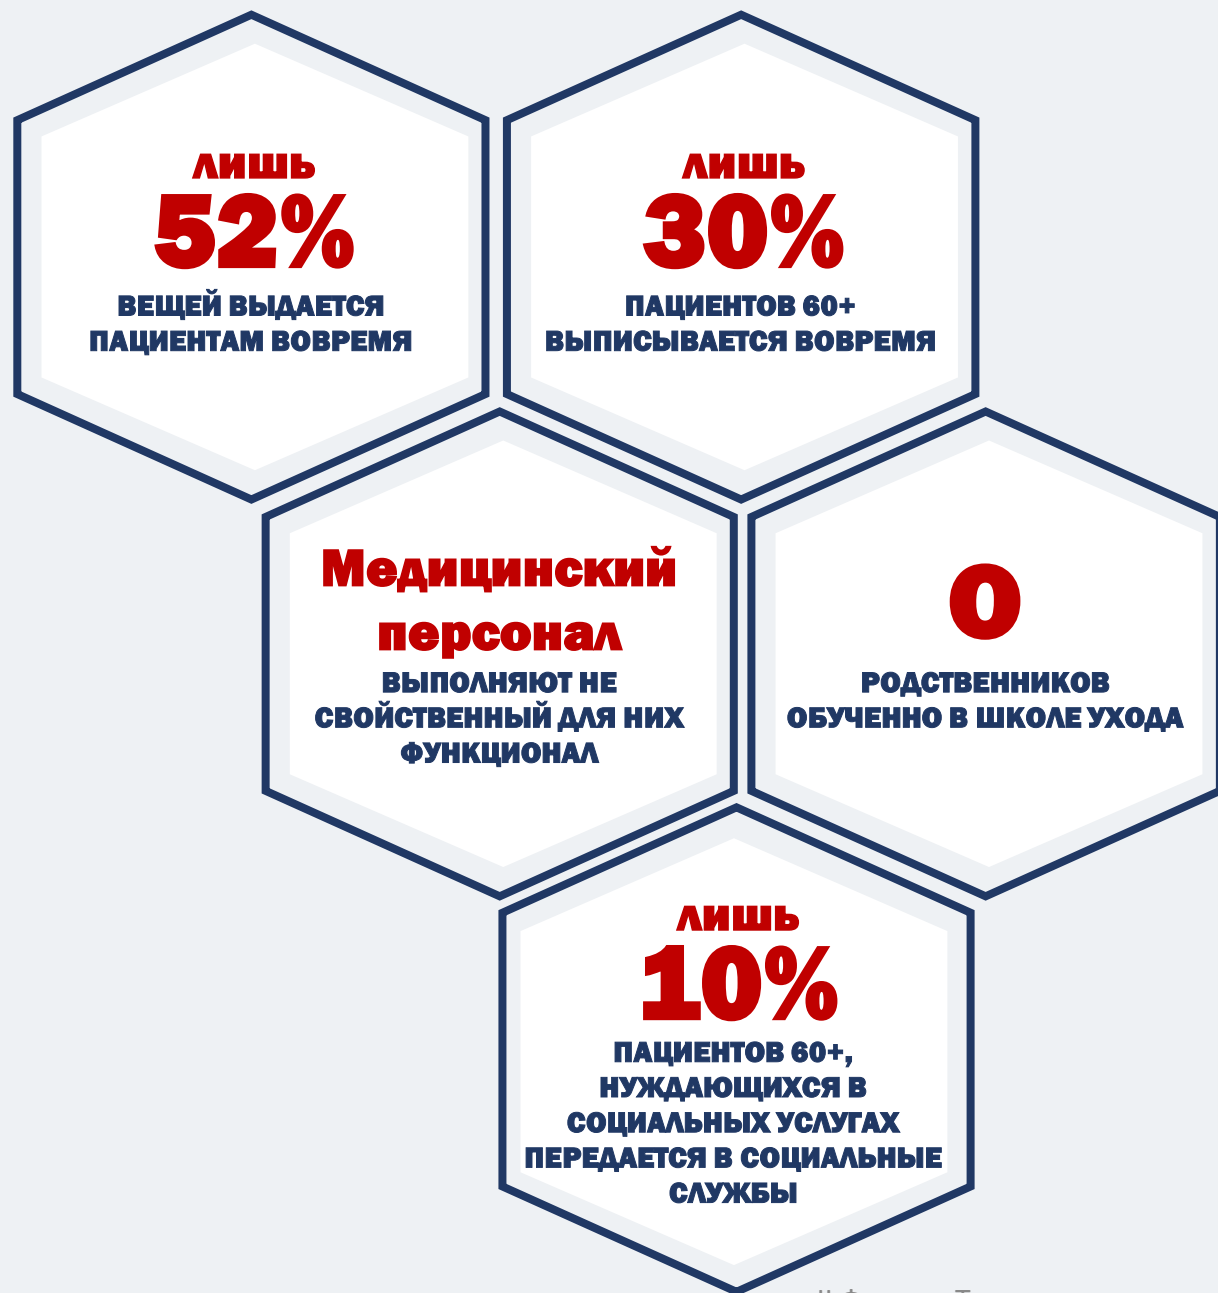 лишь
52%
ВЕЩЕЙ ВЫДАЕТСЯ
ПАЦИЕНТАМ ВОВРЕМЯ
лишь
30%
ПАЦИЕНТОВ 60+
ВЫПИСЫВАЕТСЯ ВОВРЕМЯ
Медицинский
персонал
ВЫПОЛНЯЮТ НЕ
СВОЙСТВЕННЫЙ ДЛЯ НИХ
ФУНКЦИОНАЛ
0
РОДСТВЕННИКОВ
ОБУЧЕННО В ШКОЛЕ УХОДА
лишь
10%
ПАЦИЕНТОВ 60+,
НУЖДАЮЩИХСЯ В
СОЦИАЛЬНЫХ УСЛУГАХ
ПЕРЕДАЕТСЯ В СОЦИАЛЬНЫЕ
СЛУЖБЫ